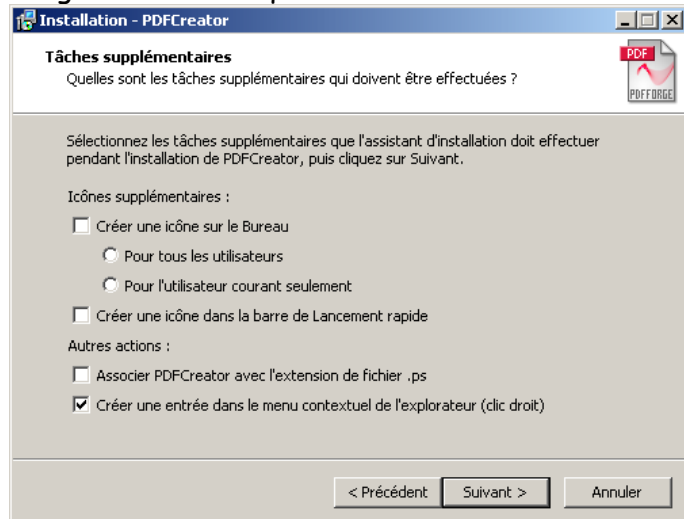 Installation - PDFCreator
Tâches supplémentaires
Quelles sont les tâches supplémentaires qui doivent être effectuées ?
PDF
PDFFORGE
Sélectionnez les tâches supplémentaires que l'assistant d'installation doit effectuer
pendant l'installation de PDFCreator, puis cliquez sur Suivant.
Icônes supplémentaires :
Créer une icône sur le Bureau
Pour tous les utilisateurs
Pour l'utilisateur courant seulement
Créer une icône dans la barre de Lancement rapide
Autres actions :
Associer PDFCreator avec l'extension de fichier .ps
Créer une entrée dans le menu contextuel de l'explorateur (clic droit)
< Précédent
Suivant >
Annuler